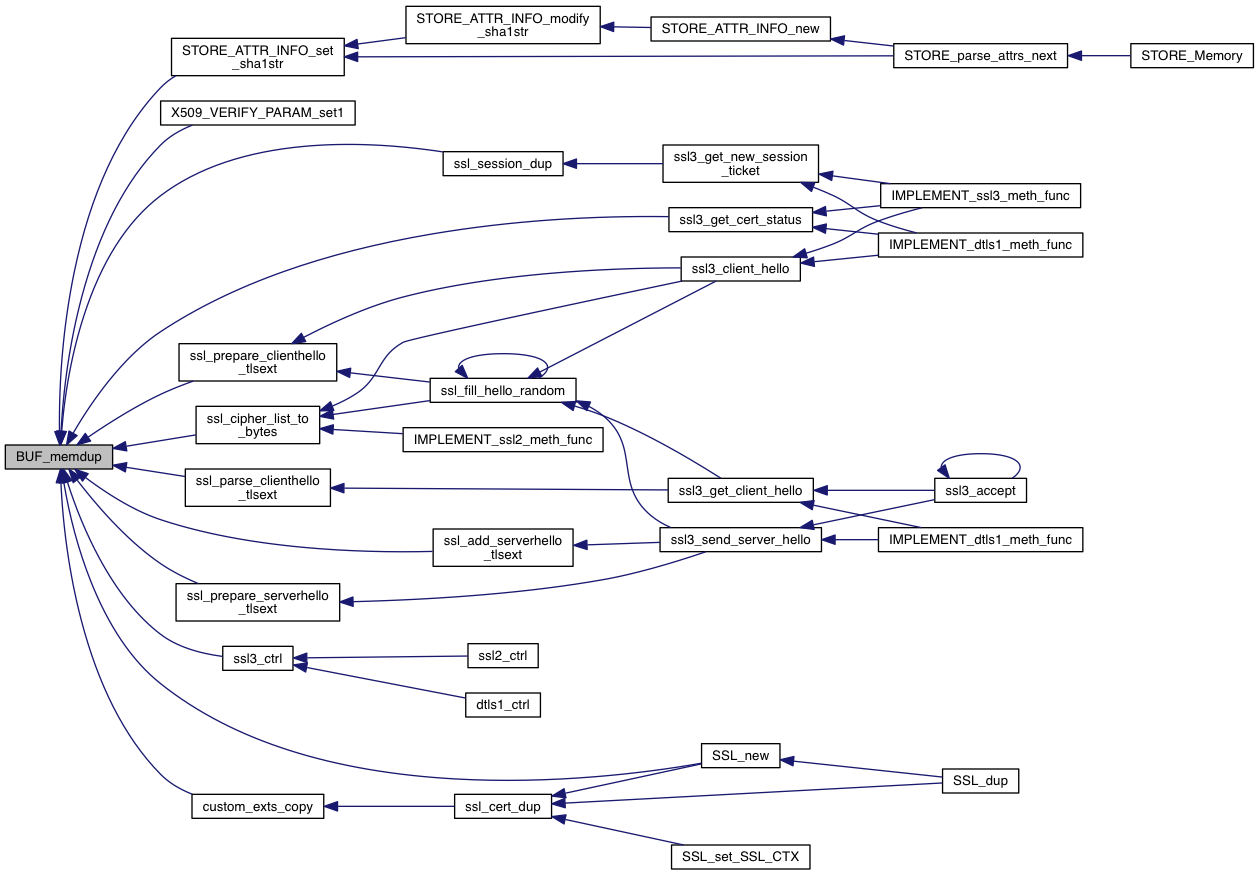 STORE_ATTR_INFO_modify
_sha1str
STORE_ATTR_INFO_new
STORE_ATTR_INFO_set
_sha1str
STORE_parse_attrs_next
STORE_Memory
X509_VERIFY_PARAM_set1
ssl_session_dup
ssl3_get_new_session
_ticket
IMPLEMENT_ssl3_meth_func
ssl3_get_cert_status
IMPLEMENT_dtls1_meth_func
ssl3_client_hello
ssl_prepare_clienthello
_tlsext
ssl_fill_hello_random
ssl_cipher_list_to
_bytes
IMPLEMENT_ssl2_meth_func
BUF_memdup
ssl_parse_clienthello
_tlsext
ssl3_get_client_hello
ssl3_accept
ssl_add_serverhello
_tlsext
ssl3_send_server_hello
IMPLEMENT_dtls1_meth_func
ssl_prepare_serverhello
_tlsext
ssl3_ctrl
ssl2_ctrl
dtls1_ctrl
SSL_new
SSL_dup
custom_exts_copy
ssl_cert_dup
SSL_set_SSL_CTX